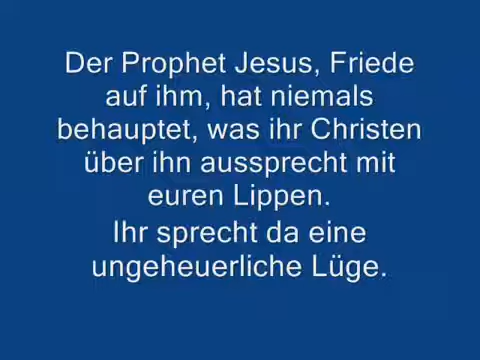 Der Prophet Jesus, Friede
auf ihm, hat niemals
behauptet, was ihr Christen
über ihn aussprecht mit
euren Lippen.
Ihr sprecht da eine
ungeheuerliche Lüge.